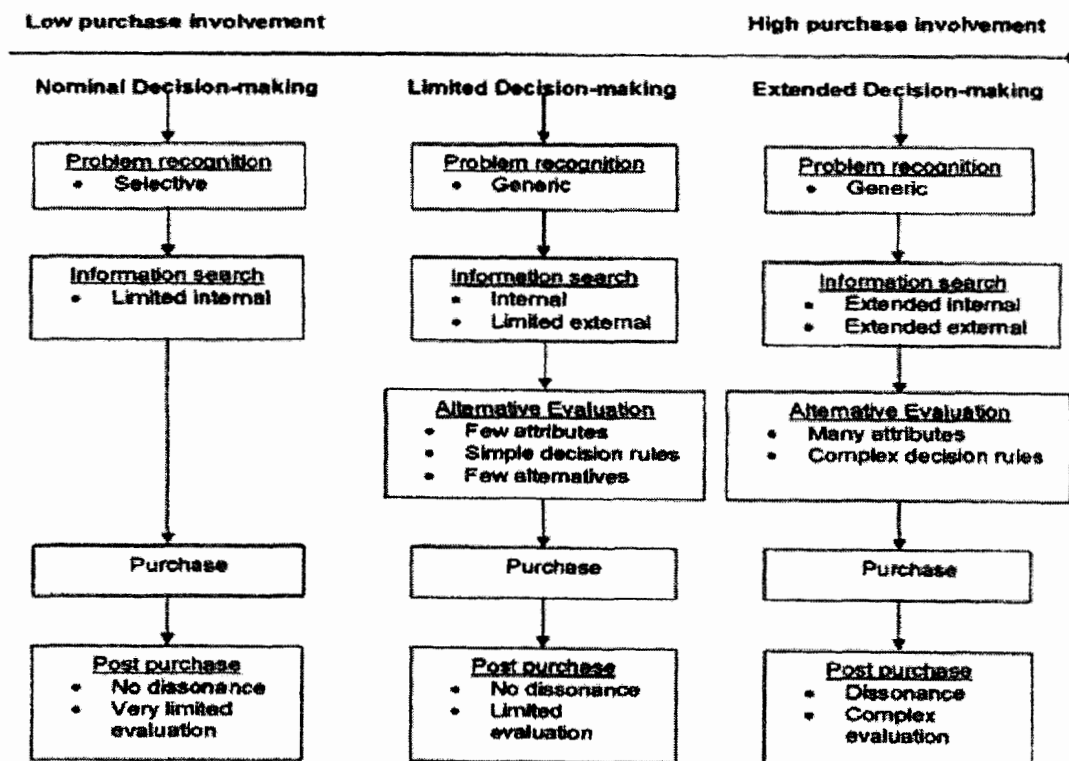 Low purchase involvement
High purchase involvement
Nominal Decision-making
Limited Decision-making
Extended Decision-making
Problem recognition
• Selective
Problem recognition
• Generic
Problem recognition
• Generic
Information search
• Limited internal
Information search
• Internal
• Limited external
Information search
• Extended internal
• Extended external
Alternative Evaluation
• Few attributes
• Simple decision rules
• Few alternatives
Alternative Evaluation
• Many attributes
• Complex decision rules
Purchase
Purchase
Purchase
Post purchase
• No dissonance
• Very limited
evaluation
Post purchase
• No dissonance
• Limited
evaluation
Post purchase
• Dissonance
• Complex
evaluation